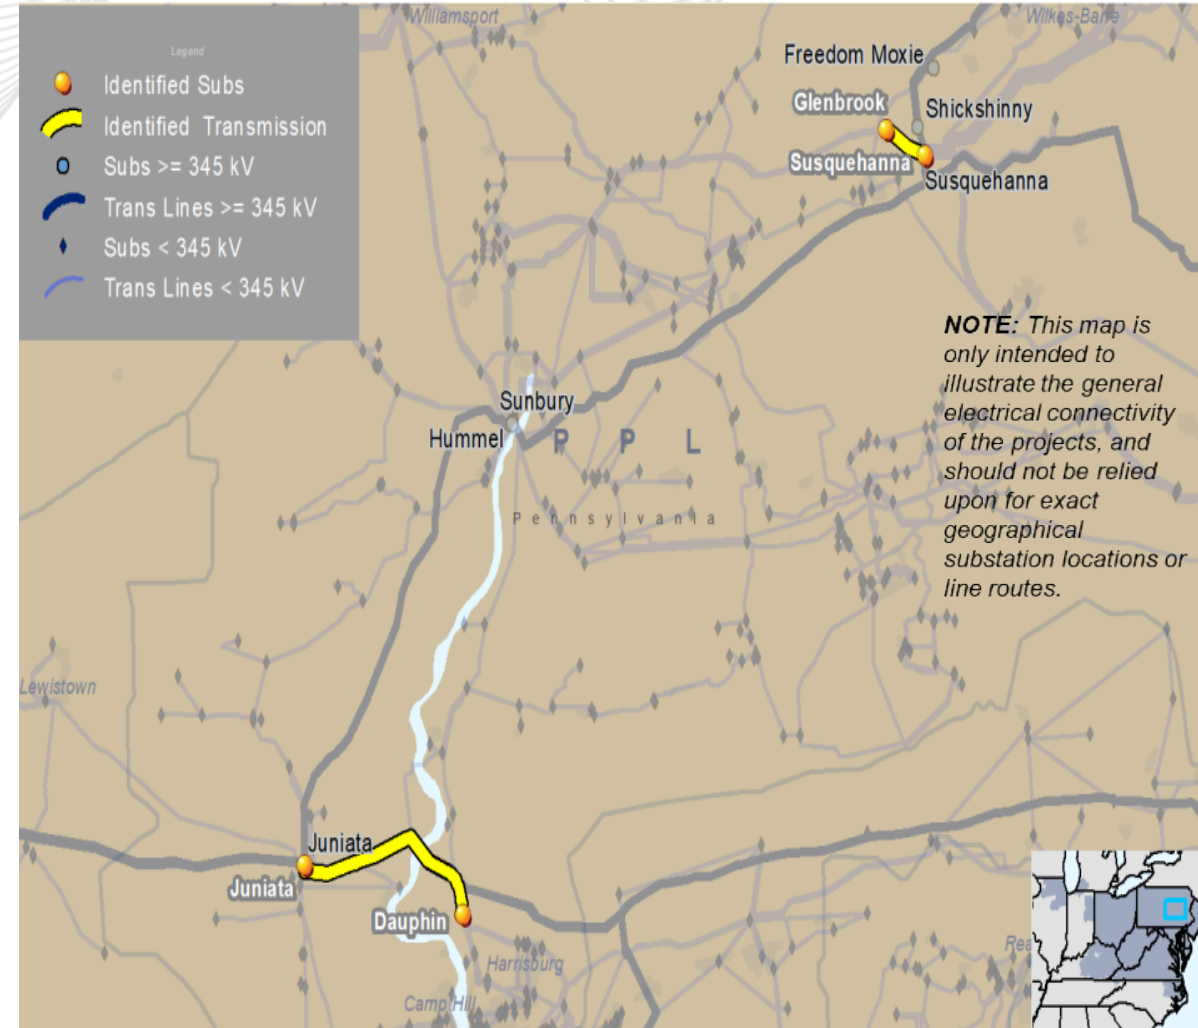 Williamsport
Wilkes-Barre
Legend
Identified Subs
Identified Transmission
Subs >= 345 kV
Trans Lines >= 345 kV
Subs < 345 kV
Trans Lines < 345 kV
Freedom Moxie
Glenbrook
Shickshinny
Susquehanna
Susquehanna
NOTE: This map is
only intended to
illustrate the general
electrical connectivity
of the projects, and
should not be relied
upon for exact
geographical
substation locations or
line routes.
Sunbury
Hummel
P P L
Pennsylvania
Lewistown
Juniata
Juniata
Dauphin
Harrisburg
Camp Hill
Rea